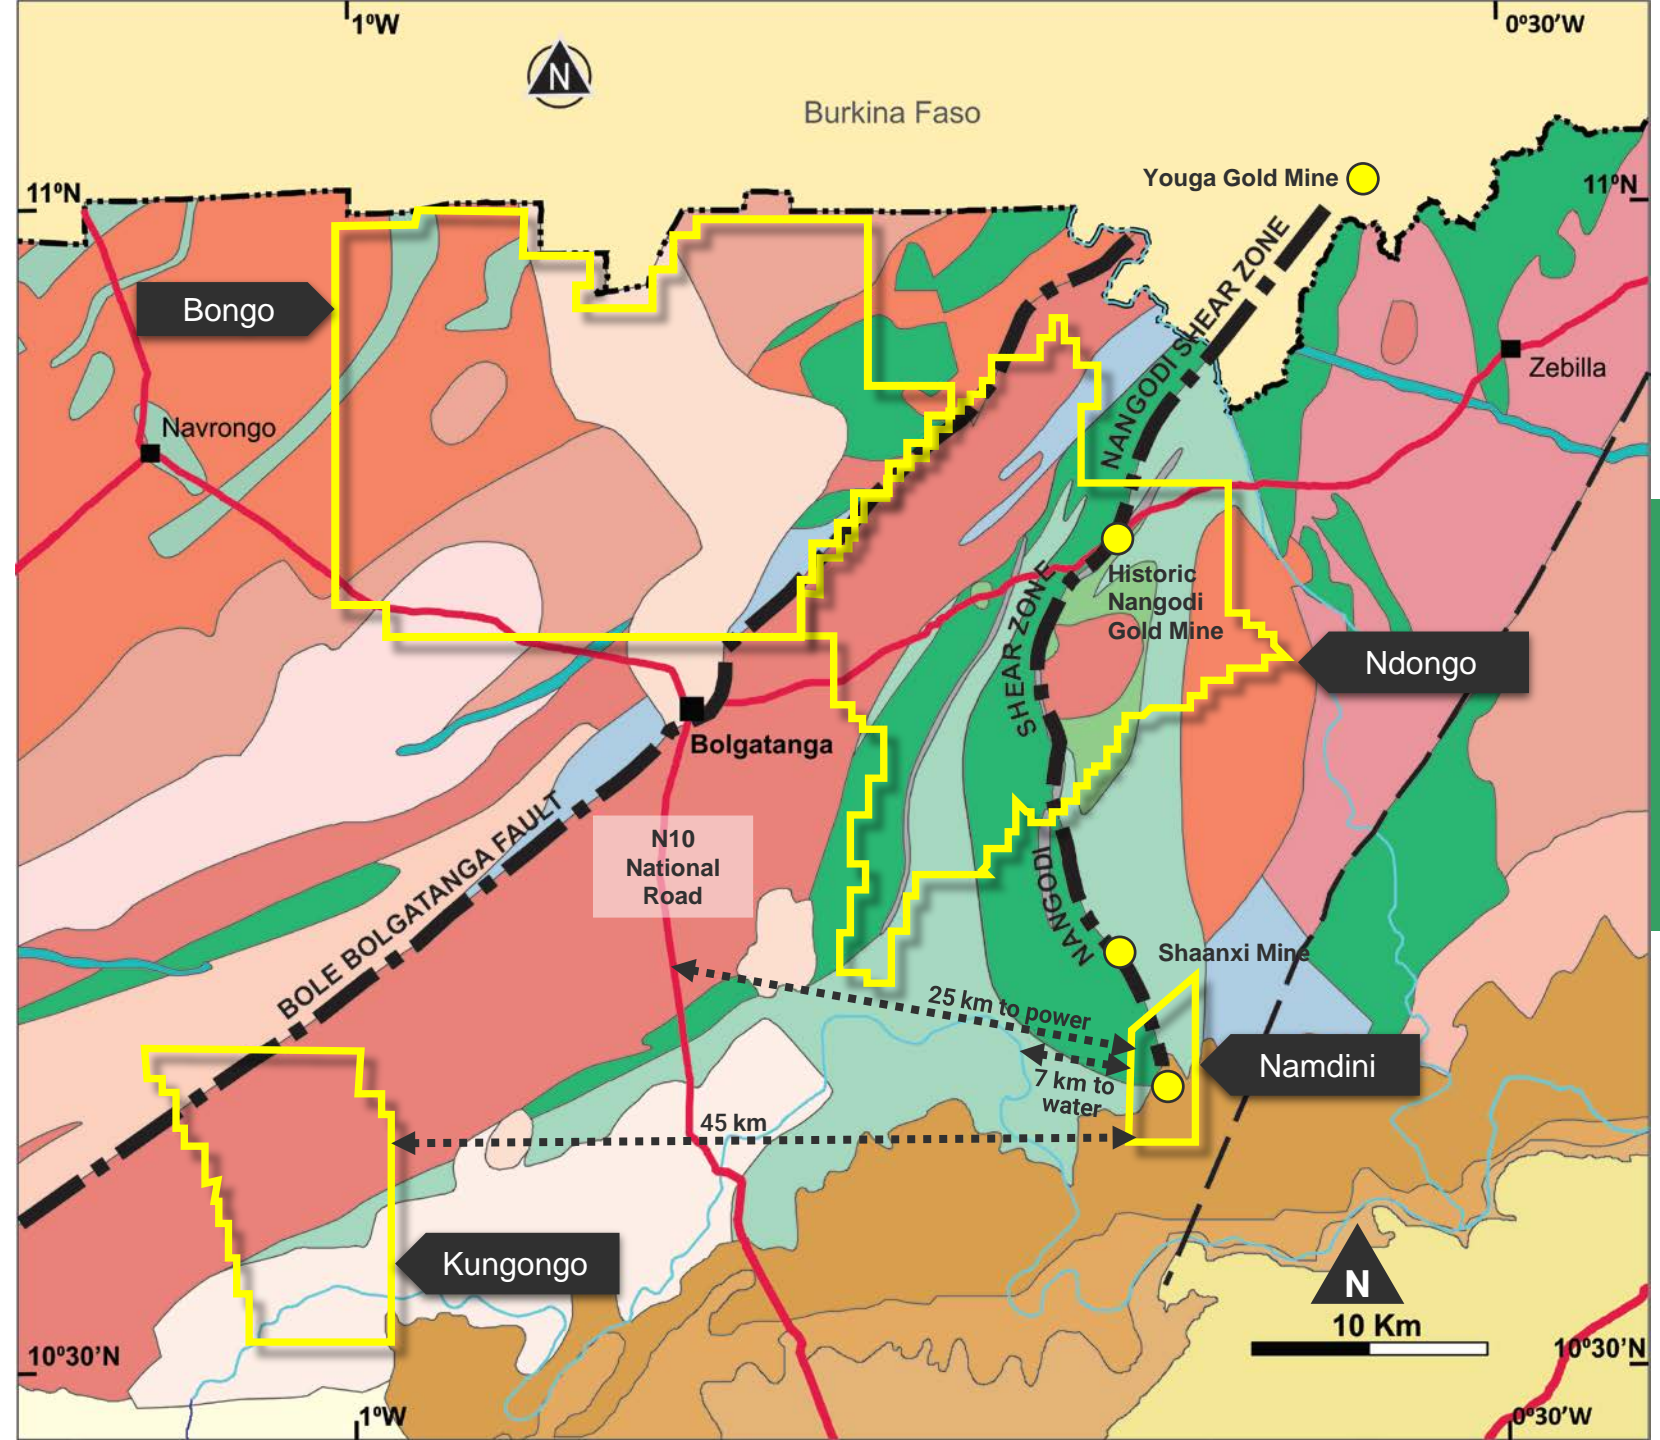 1ºW
0º30’W
N
Burkina Faso
Youga Gold Mine
11ºN
11ºN
NANGODI SHEAR ZONE
Bongo
Zebilla
Navrongo
Historic
Nangodi
Gold Mine
SHEAR ZONE
Ndongo
Bolgatanga
BOLE BOLGATANGA FAULT
N10
National
Road
NANGODI
Shaanxi Mine
25 km to power
7 km to
water
Namdini
45 km
Kungongo
N
10 Km
10º30’N
10º30’N
1ºW
0º30’W